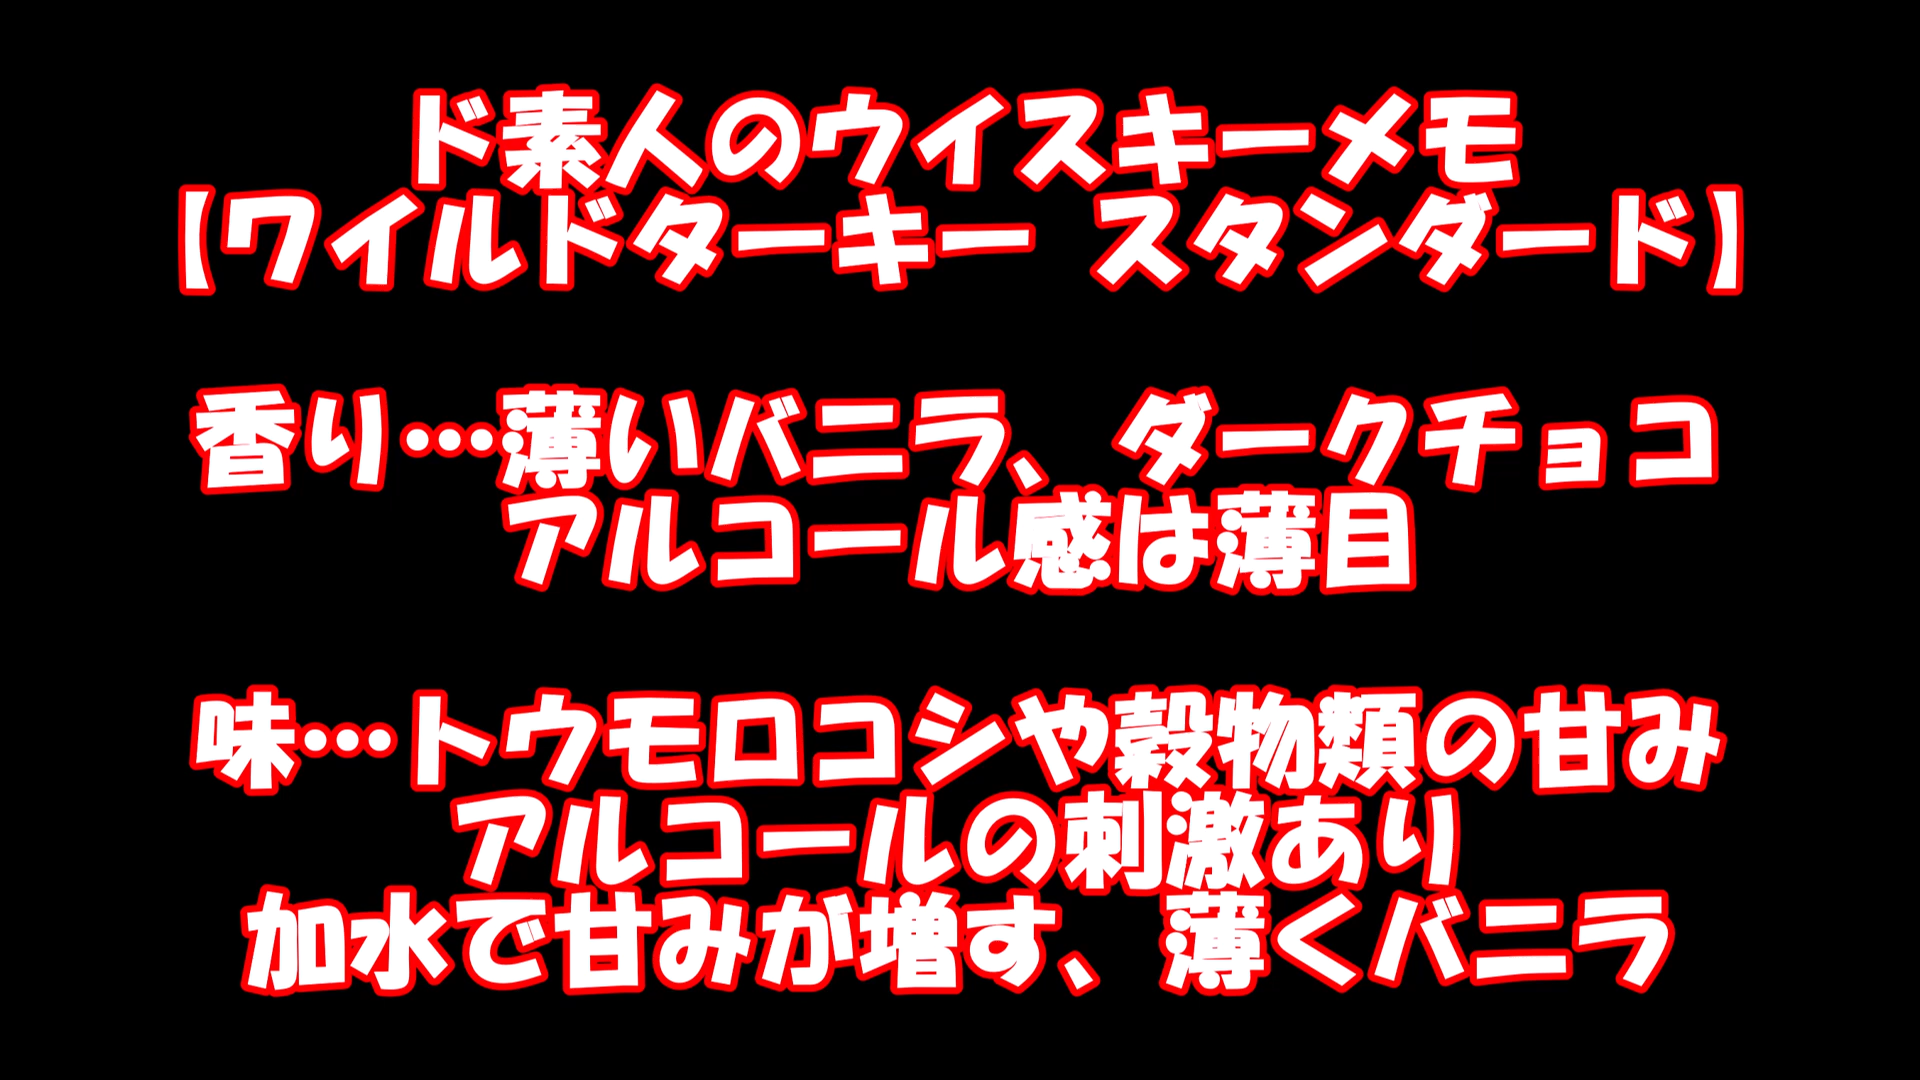 ド素人のウイスキーメモ
【ワイルドターキー スタンダード】
香り…薄いバニラ、ダークチョコ
アルコール感は薄目
味…トウモロコシや穀物類の甘み
アルコールの刺激あり
加水で甘みが増す、薄くバニラ